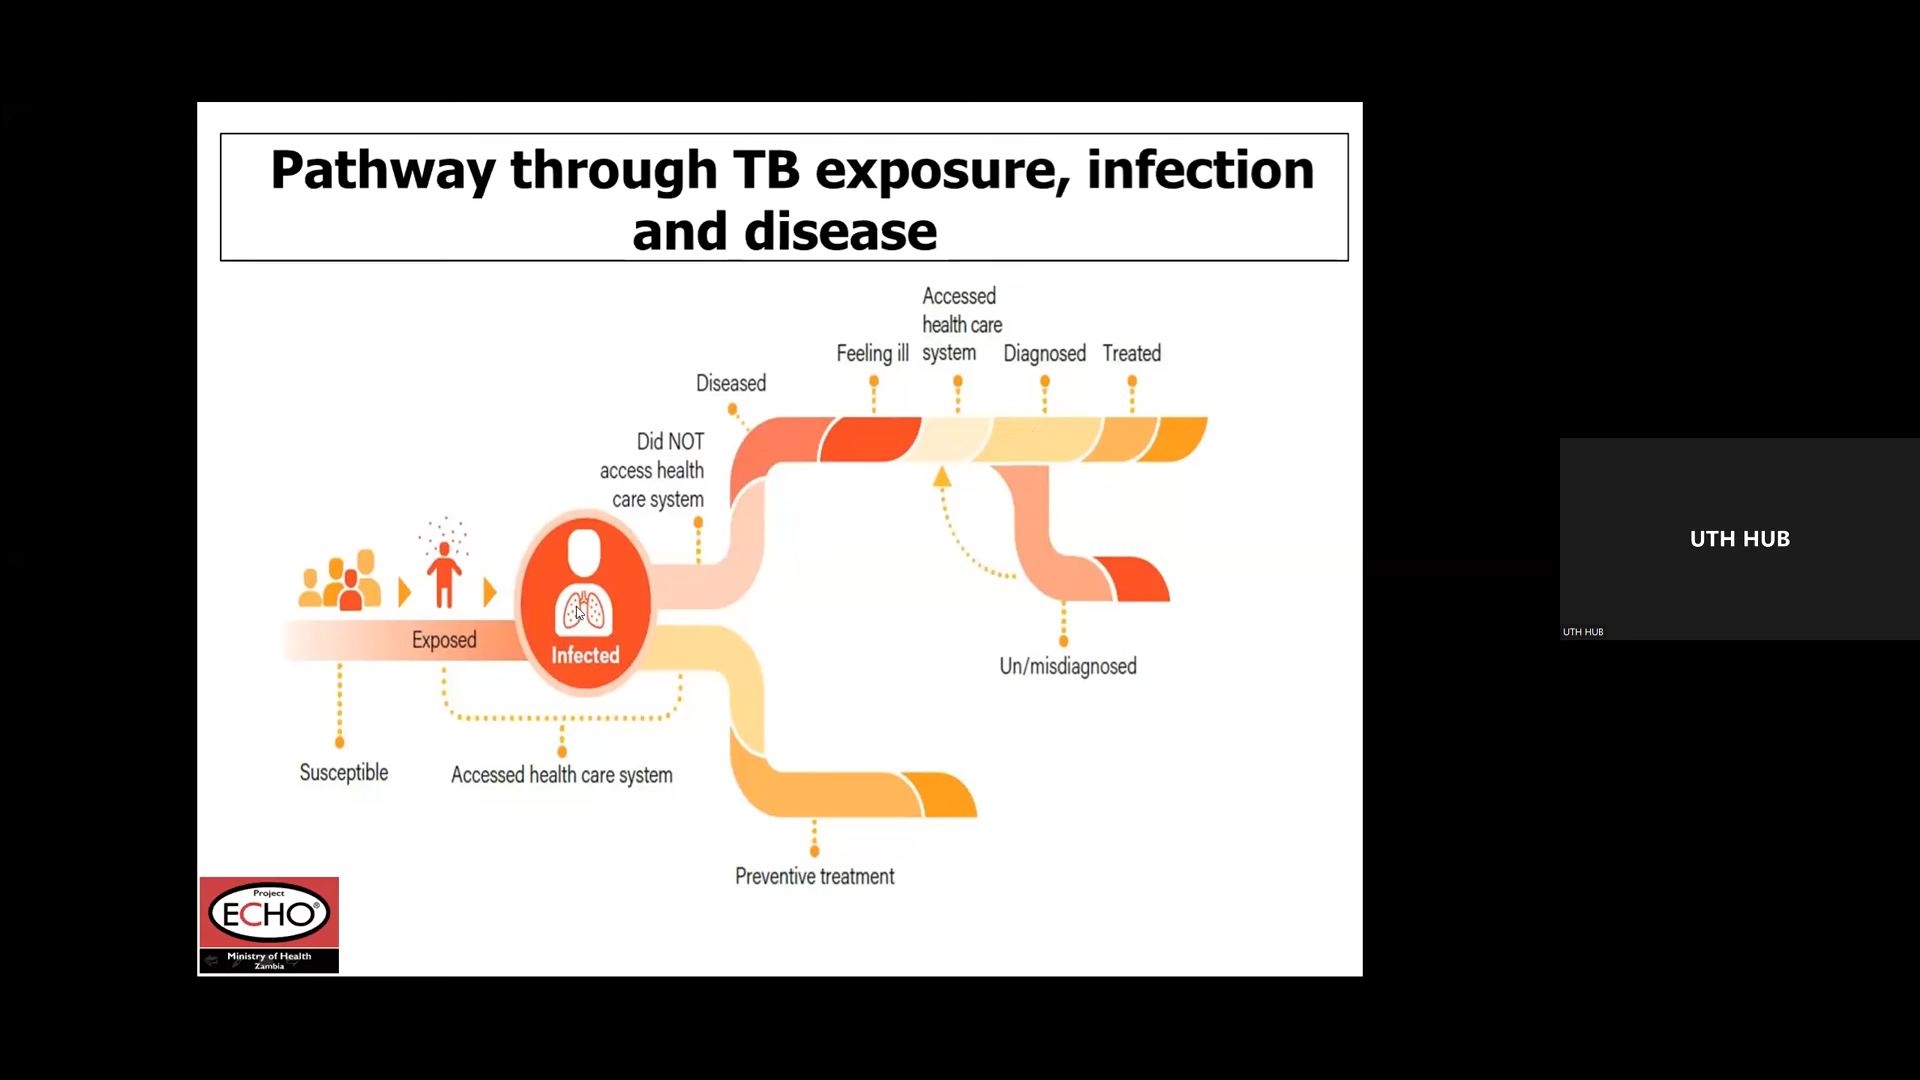 Pathway through TB exposure, infection
and disease
Accessed
health care
system
Feeling ill
Diagnosed
Treated
Diseased
Did NOT
access health
care system
Exposed
Infected
Un/misdiagnosed
Susceptible
Accessed health care system
Preventive treatment
Project
ECHO®
Ministry of Health
Zambia
UTH HUB
UTH HUB